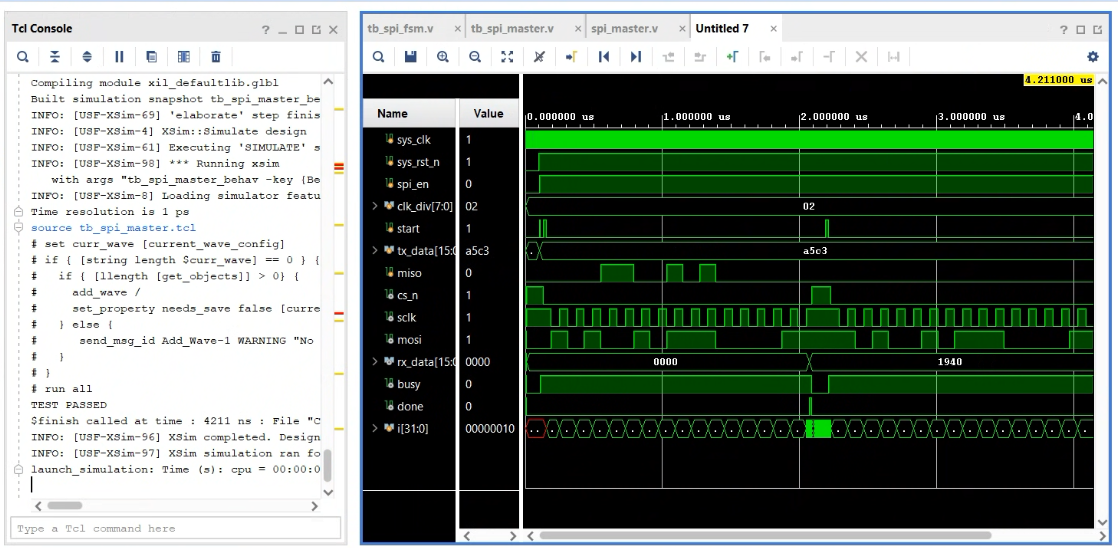 Tcl Console
Compiling module xil_defaultlib.glbl
Built simulation snapshot tb_spi_master_be
INFO: [USF-XSim-69] 'elaborate' step finis
INFO: [USF-XSim-4] XSim::Simulate design
INFO: [USF-XSim-61] Executing 'SIMULATE' s
INFO: [USF-XSim-98] *** Running xsim
with args "tb_spi_master_behav -key {Be
INFO: [USF-XSim-8] Loading simulator featu
Time resolution is 1 ps
source tb_spi_master.tcl
# set curr_wave [current_wave_config]
# if { [string length $curr_wave] == 0 } {
# if { [llength [get_objects]] > 0} {
# add_wave /
# set_property needs_save false [curre
# } else {
# send_msg_id Add_Wave-1 WARNING "No
# }
# }
# run all
TEST PASSED
$finish called at time : 4211 ns : File "C
INFO: [USF-XSim-96] XSim completed. Design
INFO: [USF-XSim-97] XSim simulation ran fo
launch_simulation: Time (s): cpu = 00:00:0
Type a Tcl command here
tb_spi_fsm.v
tb_spi_master.v
spi_master.v
Untitled 7
4.211000 us
Name Value
0.000000 us 1.000000 us 2.000000 us 3.000000 us 4.0
sys_clk 1
sys_rst_n 1
spi_en 0
clk_div[7:0] 02 02
start 1
tx_data[15:0 a5c3 a5c3
miso 0
cs_n 1
sclk 1
mosi 1
rx_data[15:0 0000 0000 1940
busy 0
done 0
i[31:0] 00000010